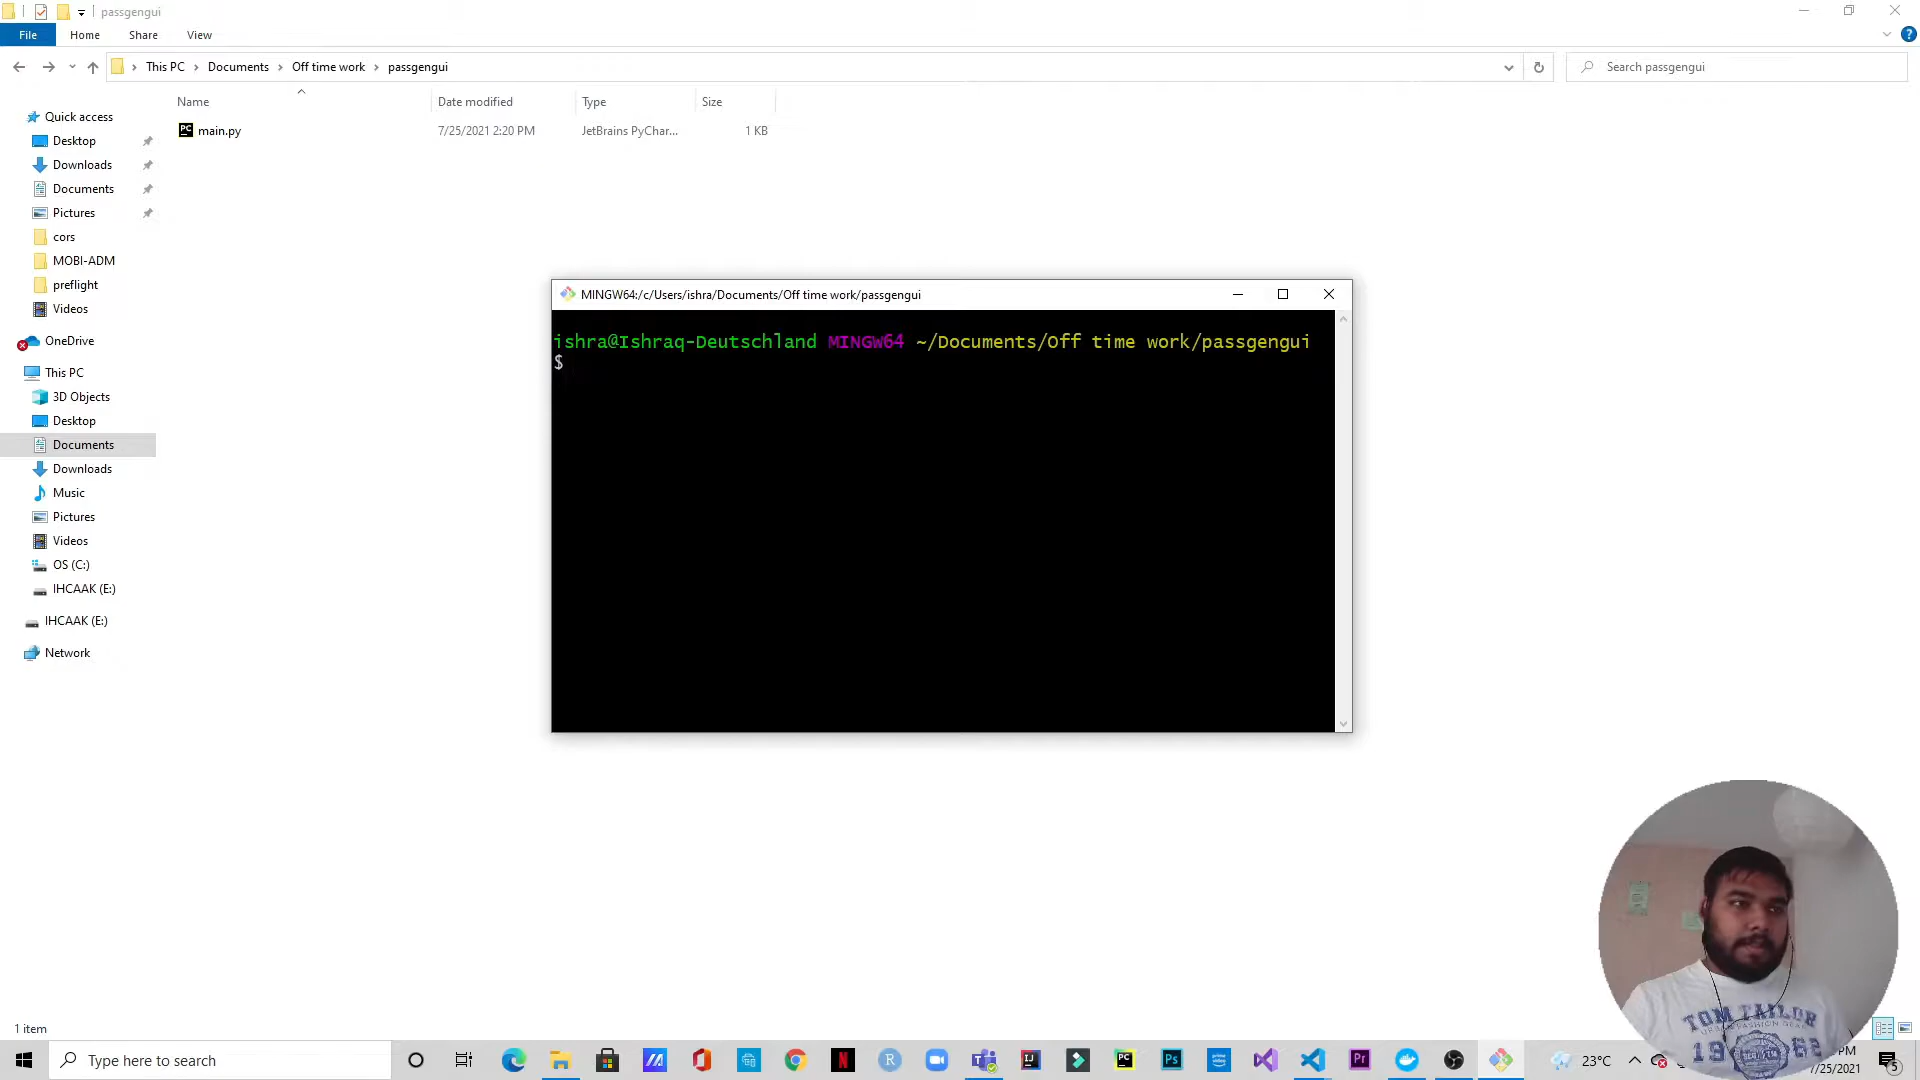 passgengui
File Home Share View
This PC Documents Off time work passgengui
Search passgengui
Name Date modified Type Size
main.py 7/25/2021 2:20 PM JetBrains PyChar... 1 KB
Quick access
Desktop
Downloads
Documents
Pictures
cors
MOBI-ADM
preflight
Videos
OneDrive
This PC
3D Objects
Desktop
Documents
Downloads
Music
Pictures
Videos
OS (C:)
IHCAAK (E:)
IHCAAK (E:)
Network
MINGW64:/c/Users/ishra/Documents/Off time work/passgengui
ishra@Ishraq-Deutschland MINGW64 ~/Documents/Off time work/passgengui
$
TOM TAILOR
1 item
Type here to search
23°C
PM
7/25/2021
5